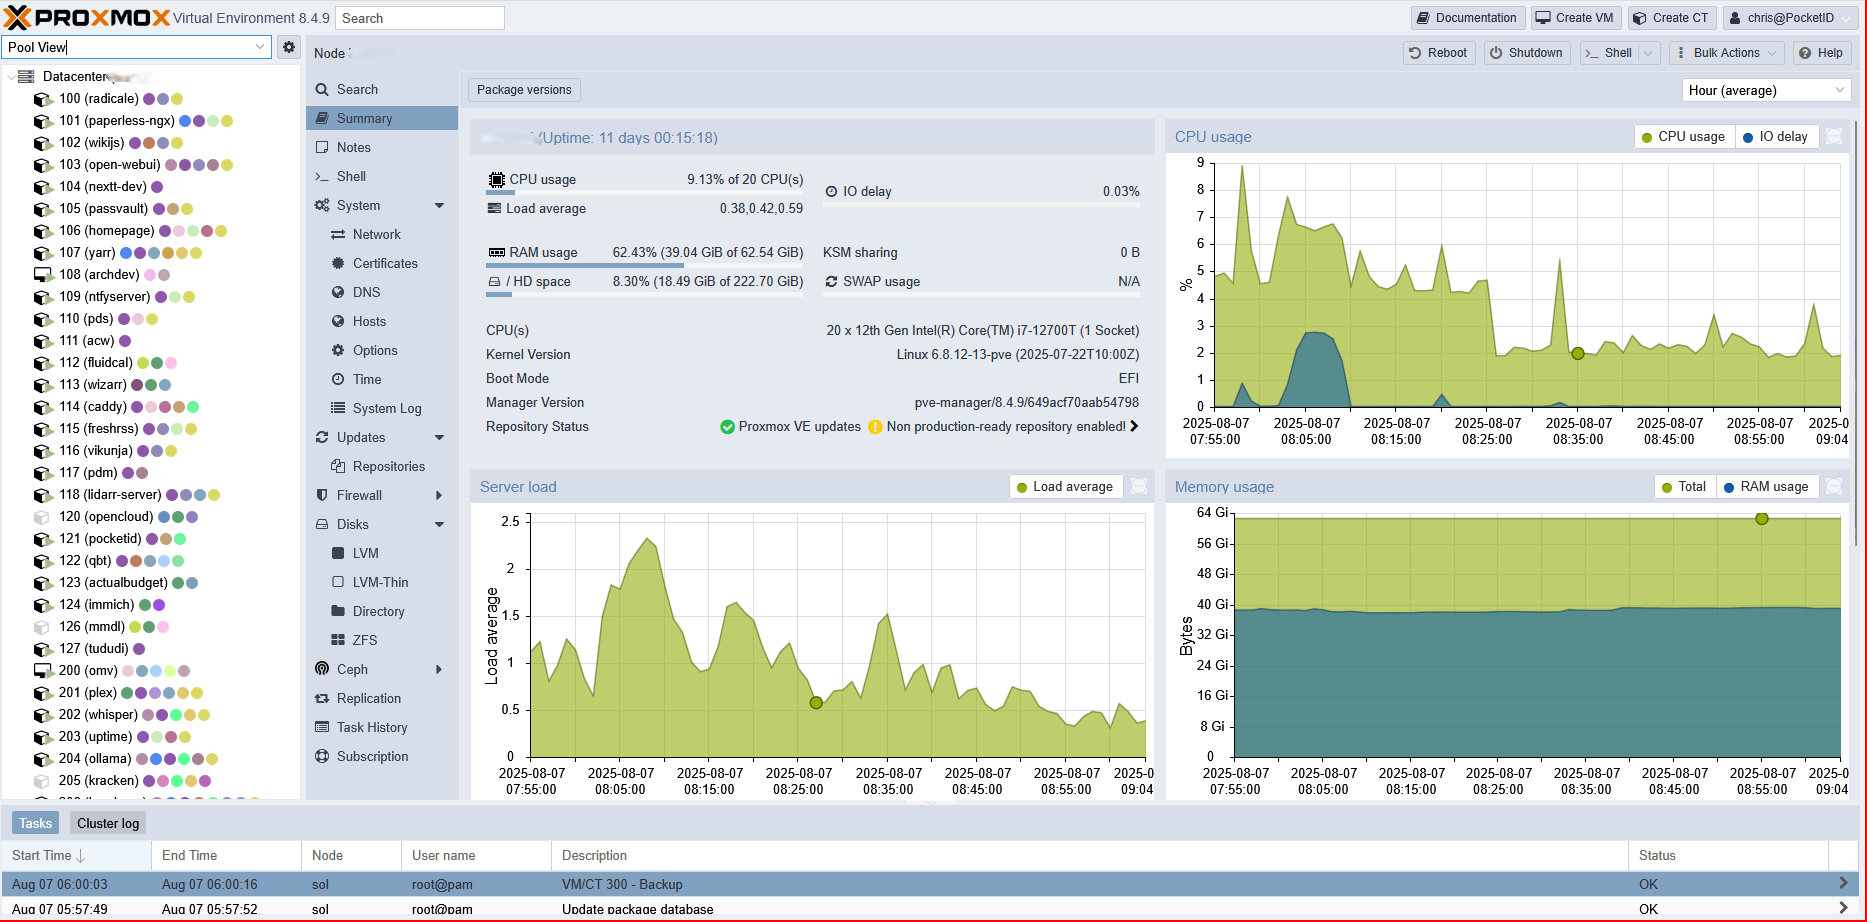 PROXMOX Virtual Environment 8.4.9 Search
Documentation Create VM Create CT chris@PocketID
Pool View
Node
Reboot Shutdown Shell Bulk Actions Help
Datacenter
100 (radicale)
101 (paperless-ngx)
102 (wikijs)
103 (open-webui)
104 (nextt-dev)
105 (passvault)
106 (homepage)
107 (yarr)
108 (archdev)
109 (ntfyserver)
110 (pds)
111 (acw)
112 (fluidcal)
113 (wizarr)
114 (caddy)
115 (freshrss)
116 (vikunja)
117 (pdm)
118 (lidarr-server)
120 (opencloud)
121 (pocketid)
122 (qbt)
123 (actualbudget)
124 (immich)
126 (mmdl)
127 (tududi)
200 (omv)
201 (plex)
202 (whisper)
203 (uptime)
204 (ollama)
205 (kracken)
Search
Summary
Notes
Shell
System
Network
Certificates
DNS
Hosts
Options
Time
System Log
Updates
Repositories
Firewall
Disks
LVM
LVM-Thin
Directory
ZFS
Ceph
Replication
Task History
Subscription
Package versions
Hour (average)
(Uptime: 11 days 00:15:18)
CPU usage 9.13% of 20 CPU(s)
IO delay 0.03%
Load average 0.38,0.42,0.59
RAM usage 62.43% (39.04 GiB of 62.54 GiB)
KSM sharing 0 B
/ HD space 8.30% (18.49 GiB of 222.70 GiB)
SWAP usage N/A
CPU(s) 20 x 12th Gen Intel(R) Core(TM) i7-12700T (1 Socket)
Kernel Version Linux 6.8.12-13-pve (2025-07-22T10:00Z)
Boot Mode EFI
Manager Version pve-manager/8.4.9/649acf70aab54798
Repository Status Proxmox VE updates Non production-ready repository enabled!
CPU usage
CPU usage IO delay
9
8
7
6
5
4
3
2
1
0
%
2025-08-07 2025-08-07 2025-08-07 2025-08-07 2025-08-07 2025-08-07 2025-08-07 2025-0
07:55:00 08:05:00 08:15:00 08:25:00 08:35:00 08:45:00 08:55:00 09:04
Server load
Load average
2.5
2
1.5
1
0.5
0
Load average
2025-08-07 2025-08-07 2025-08-07 2025-08-07 2025-08-07 2025-08-07 2025-08-07 2025-0
07:55:00 08:05:00 08:15:00 08:25:00 08:35:00 08:45:00 08:55:00 09:04
Memory usage
Total RAM usage
64 Gi
56 Gi
48 Gi
40 Gi
32 Gi
24 Gi
16 Gi
8 Gi
0
Bytes
2025-08-07 2025-08-07 2025-08-07 2025-08-07 2025-08-07 2025-08-07 2025-08-07 2025-0
07:55:00 08:05:00 08:15:00 08:25:00 08:35:00 08:45:00 08:55:00 09:04
Tasks Cluster log
Start Time End Time Node User name Description Status
Aug 07 06:00:03 Aug 07 06:00:16 sol root@pam VM/CT 300 - Backup OK
Aug 07 05:57:49 Aug 07 05:57:52 sol root@pam Update package database OK